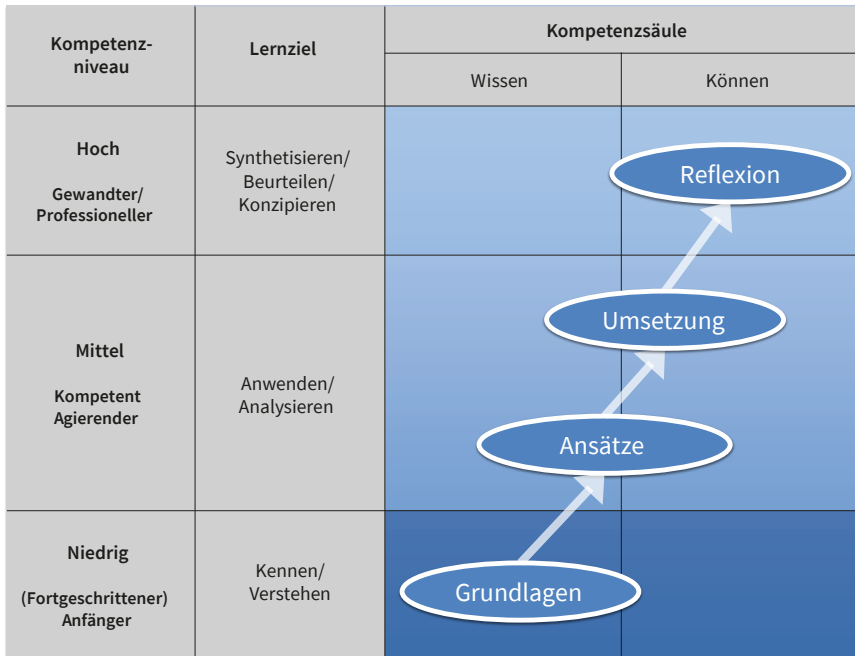 Kompetenz-
niveau
Lernziel
Kompetenzsäule
Wissen
Können
Hoch
Gewandter/
Professioneller
Synthetisieren/
Beurteilen/
Konzipieren
Reflexion
Mittel
Kompetent
Agierender
Anwenden/
Analysieren
Umsetzung
Ansätze
Niedrig
(Fortgeschrittener)
Anfänger
Kennen/
Verstehen
Grundlagen